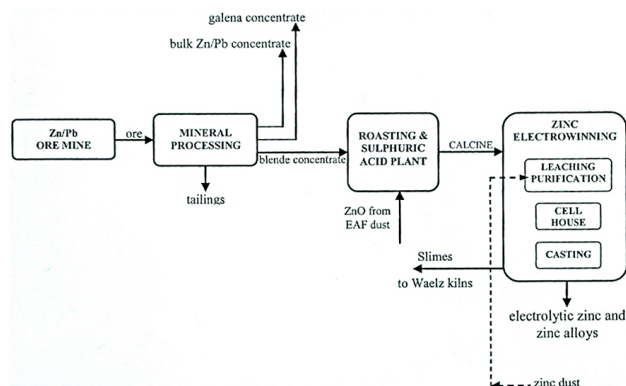 galena concentrate
bulk Zn/Pb concentrate
Zn/Pb
ORE MINE
ore
MINERAL
PROCESSING
blende concentrate
tailings
ROASTING &
SULPHURIC
ACID PLANT
CALCINE
ZnO from
EAF dust
ZINC
ELECTROWINNING
LEACHING
PURIFICATION
CELL
HOUSE
CASTING
Slimes
to Waelz kilns
electrolytic zinc and
zinc alloys
zinc dust